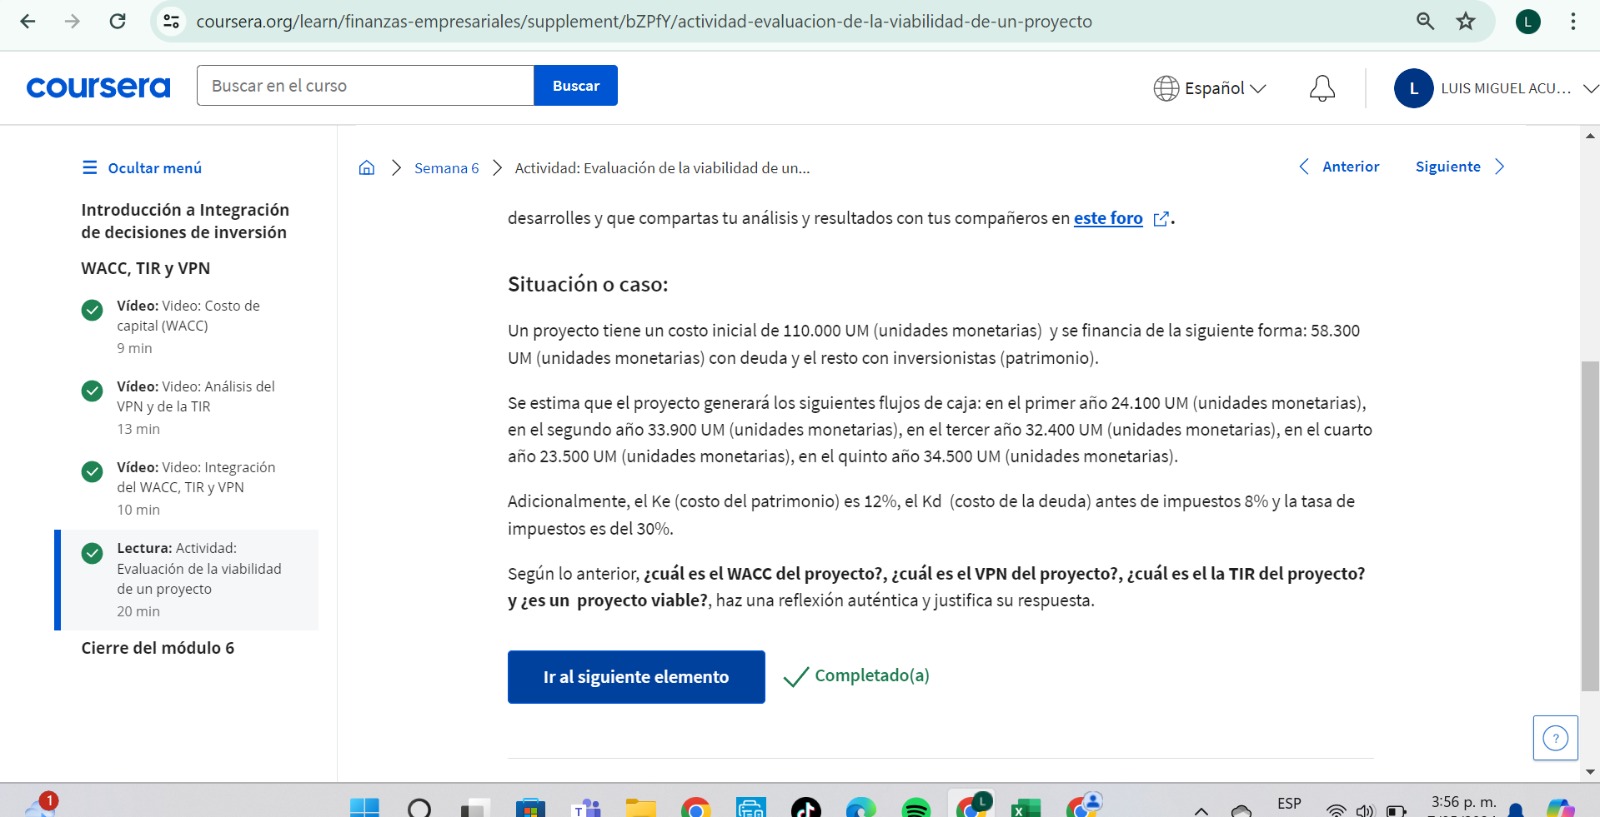 coursera.org/learn/finanzas-empresariales/supplement/bZPfY/actividad-evaluacion-de-la-viabilidad-de-un-proyecto
L
coursera
Buscar en el curso
Buscar
Español
L
LUIS MIGUEL ACU...
Ocultar menú
Introducción a Integración
de decisiones de inversión
WACC, TIR y VPN
Vídeo: Video: Costo de
capital (WACC)
9 min
Vídeo: Video: Análisis del
VPN y de la TIR
13 min
Vídeo: Video: Integración
del WACC, TIR y VPN
10 min
Lectura: Actividad:
Evaluación de la viabilidad
de un proyecto
20 min
Cierre del módulo 6
Semana 6
Actividad: Evaluación de la viabilidad de un...
Anterior
Siguiente
desarrolles y que compartas tu análisis y resultados con tus compañeros en este foro .
Situación o caso:
Un proyecto tiene un costo inicial de 110.000 UM (unidades monetarias) y se financia de la siguiente forma: 58.300
UM (unidades monetarias) con deuda y el resto con inversionistas (patrimonio).
Se estima que el proyecto generará los siguientes flujos de caja: en el primer año 24.100 UM (unidades monetarias),
en el segundo año 33.900 UM (unidades monetarias), en el tercer año 32.400 UM (unidades monetarias), en el cuarto
año 23.500 UM (unidades monetarias), en el quinto año 34.500 UM (unidades monetarias).
Adicionalmente, el Ke (costo del patrimonio) es 12%, el Kd (costo de la deuda) antes de impuestos 8% y la tasa de
impuestos es del 30%.
Según lo anterior, ¿cuál es el WACC del proyecto?, ¿cuál es el VPN del proyecto?, ¿cuál es el la TIR del proyecto?
y ¿es un proyecto viable?, haz una reflexión auténtica y justifica su respuesta.
Ir al siguiente elemento
Completado(a)
?
1
L
ESP
3:56 p. m.